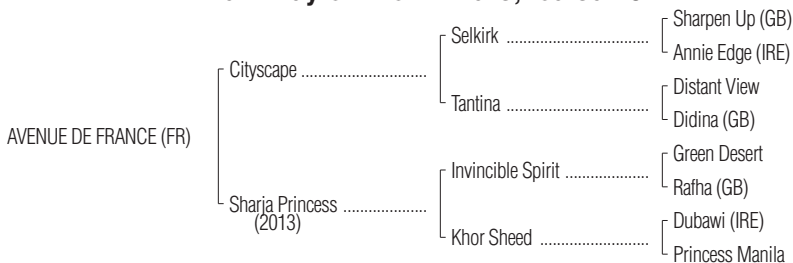 Sharpen Up (GB)
Selkirk ....................................
Annie Edge (IRE)
Cityscape ................................
Distant View
Tantina ....................................
Didina (GB)
AVENUE DE FRANCE (FR)
Green Desert
Invincible Spirit .....................
Rafha (GB)
Sharja Princess .....................
(2013)
Dubawi (IRE)
Khor Sheed ...........................
Princess Manila